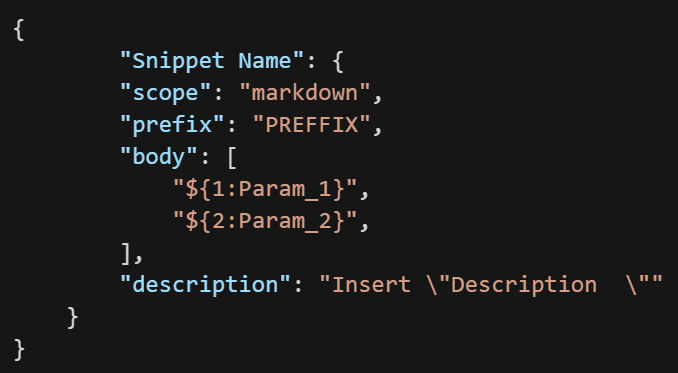 {
        "Snippet Name": {
        "scope": "markdown",
        "prefix": "PREFFIX",
        "body": [
            "${1:Param_1}",
            "${2:Param_2}",
        ],
        "description": "Insert \"Description  \""
    }
}